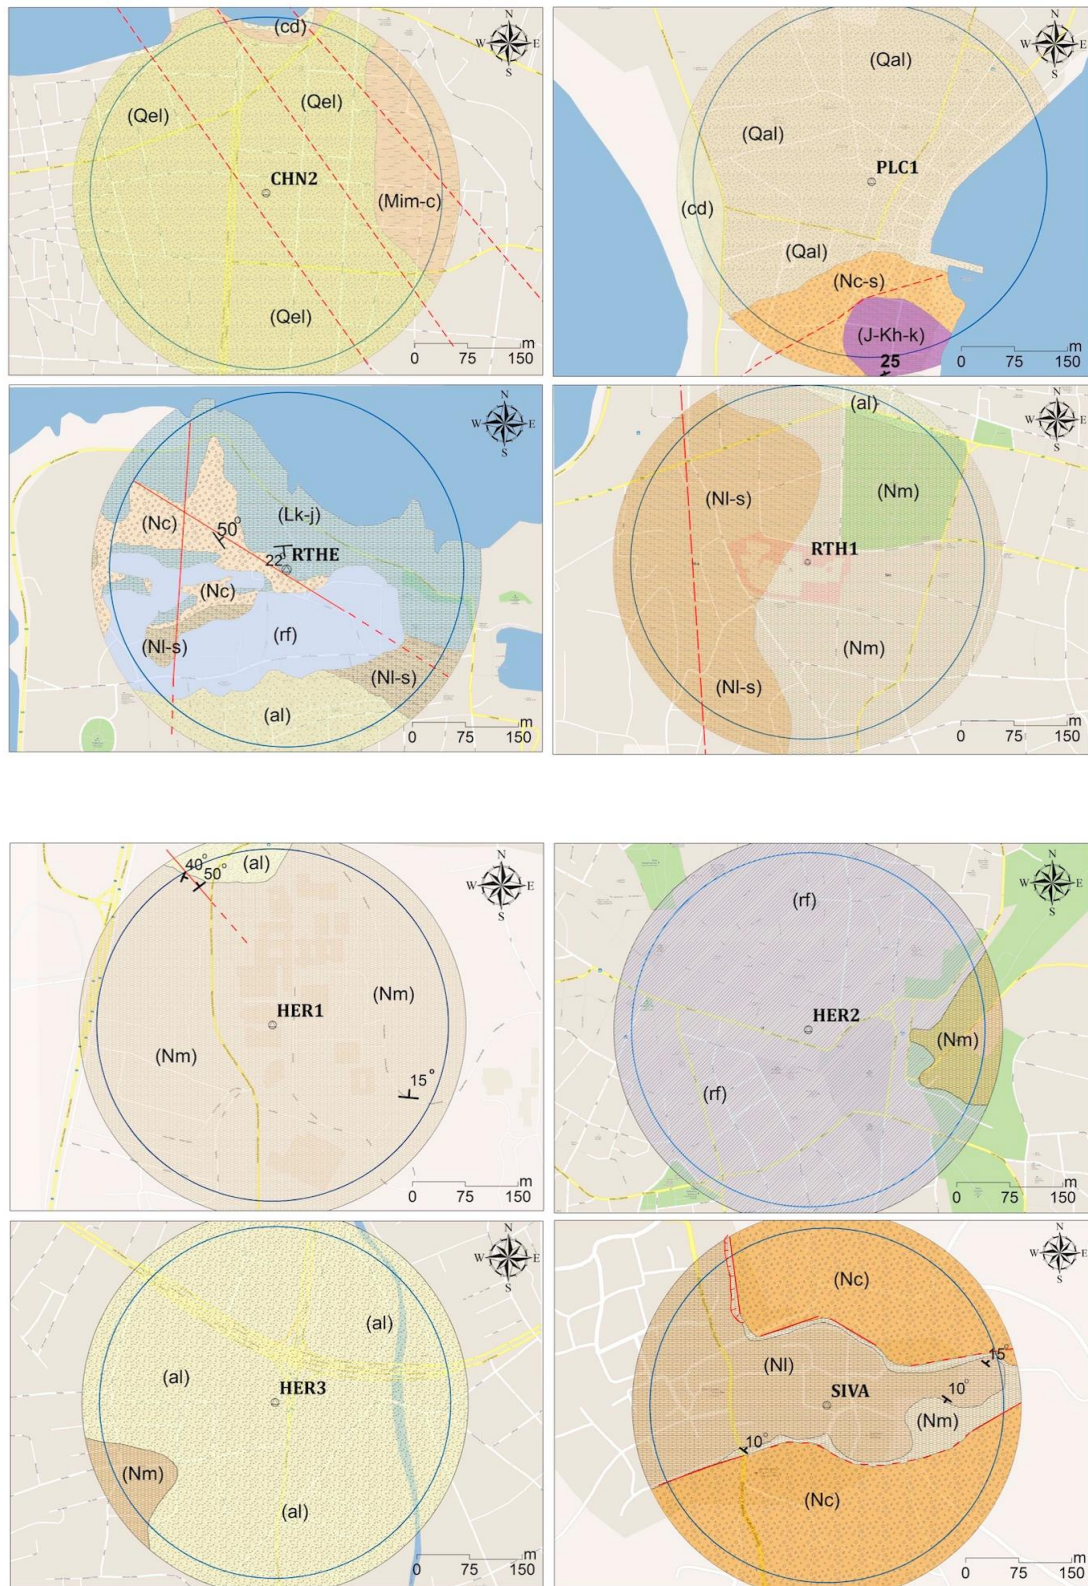 N
W E
S
(cd)
(Qel)
(Qel)
CHN2
(Mim-c)
(Qel)
m
0 75 150
N
W E
S
(Qal)
(Qal)
PLC1
(cd)
(Qal)
(Nc-s)
(J-Kh-k)
25
m
0 75 150
N
W E
S
(Nc)
50°
(Lk-j)
22
RTHE
(Nc)
(rf)
(Nl-s)
(Nl-s)
(al)
m
0 75 150
N
W E
S
(al)
(Nl-s)
(Nm)
RTH1
(Nm)
(Nl-s)
m
0 75 150
N
W E
S
40°
50°
(al)
(Nm)
HER1
(Nm)
15°
m
0 75 150
N
W E
S
(rf)
HER2
(Nm)
(rf)
m
0 75 150
N
W E
S
(al)
(al)
HER3
(Nm)
(al)
m
0 75 150
N
W E
S
(Nc)
15°
(Nl)
10°
SIVA
(Nm)
10°
(Nc)
m
0 75 150